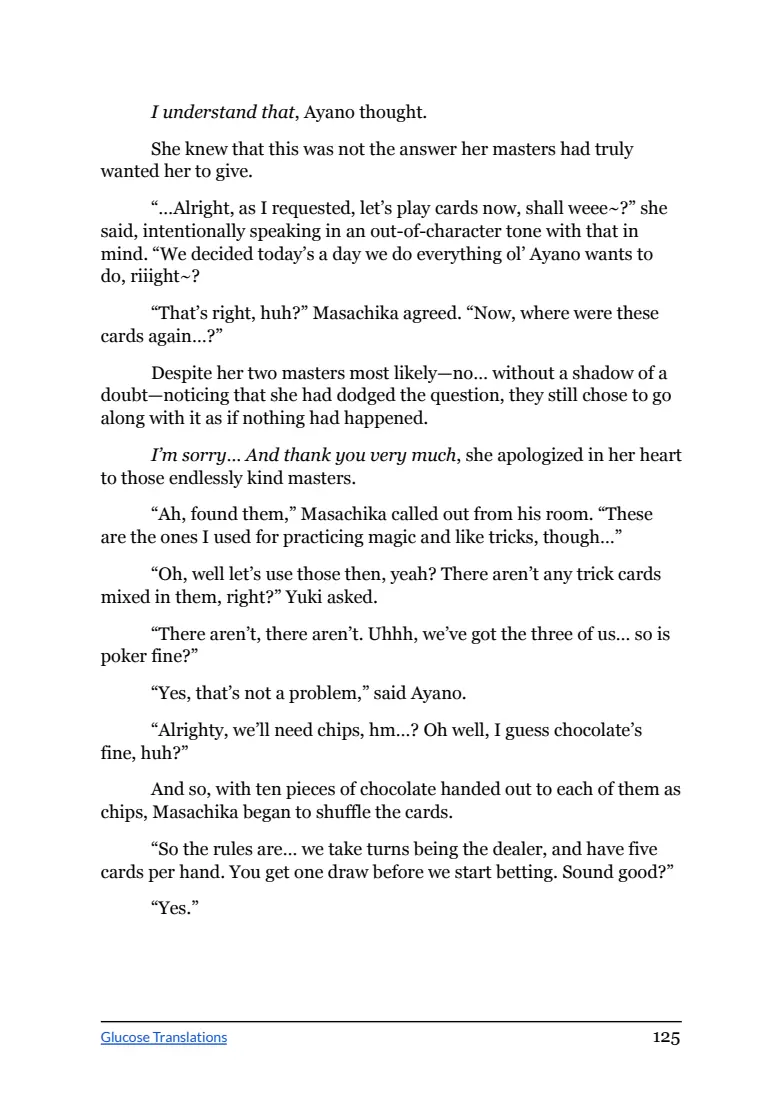 I understand that, Ayano thought.
She knew that this was not the answer her masters had truly
wanted her to give.
“…Alright, as I requested, let’s play cards now, shall weee~?” she
said, intentionally speaking in an out-of-character tone with that in
mind. “We decided today’s a day we do everything ol’ Ayano wants to
do, riiight~?
“That’s right, huh?” Masachika agreed. “Now, where were these
cards again…?”
Despite her two masters most likely—no… without a shadow of a
doubt—noticing that she had dodged the question, they still chose to go
along with it as if nothing had happened.
I’m sorry… And thank you very much, she apologized in her heart
to those endlessly kind masters.
“Ah, found them,” Masachika called out from his room. “These
are the ones I used for practicing magic and like tricks, though…”
“Oh, well let’s use those then, yeah? There aren’t any trick cards
mixed in them, right?” Yuki asked.
“There aren’t, there aren’t. Uhhh, we’ve got the three of us… so is
poker fine?”
“Yes, that’s not a problem,” said Ayano.
“Alrighty, we’ll need chips, hm…? Oh well, I guess chocolate’s
fine, huh?”
And so, with ten pieces of chocolate handed out to each of them as
chips, Masachika began to shuffle the cards.
“So the rules are… we take turns being the dealer, and have five
cards per hand. You get one draw before we start betting. Sound good?”
“Yes.”
Glucose Translations
125